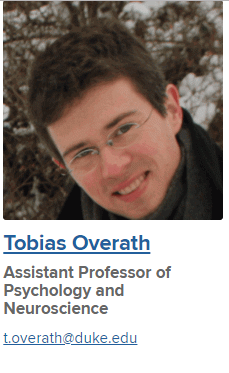 Tobias Overath
Assistant Professor of
Psychology and
Neuroscience
t.overath@duke.edu